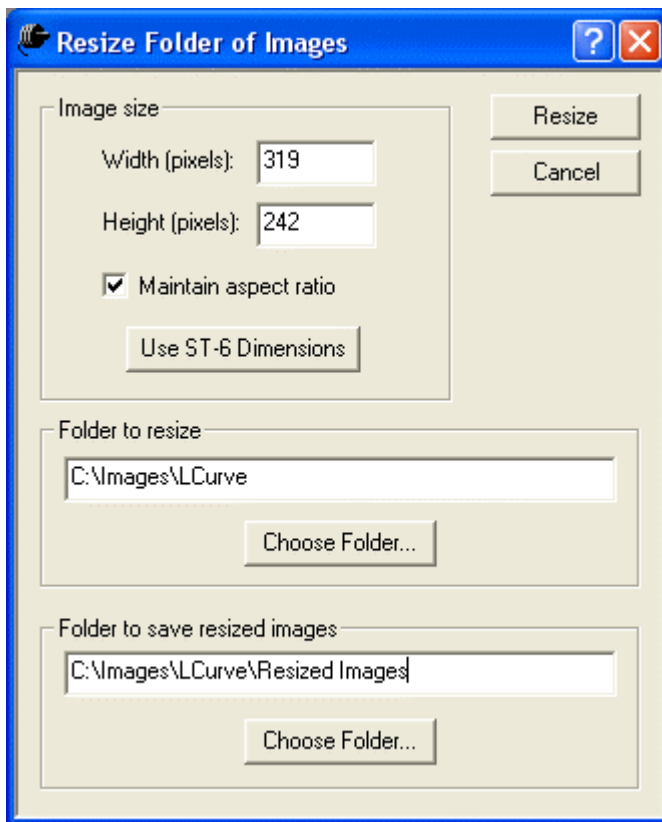 Resize Folder of Images
Image size
Width (pixels): 319
Height (pixels): 242
Maintain aspect ratio
Use ST-6 Dimensions
Resize
Cancel
Folder to resize
C:\Images\LCurve
Choose Folder...
Folder to save resized images
C:\Images\LCurve\Resized Images
Choose Folder...